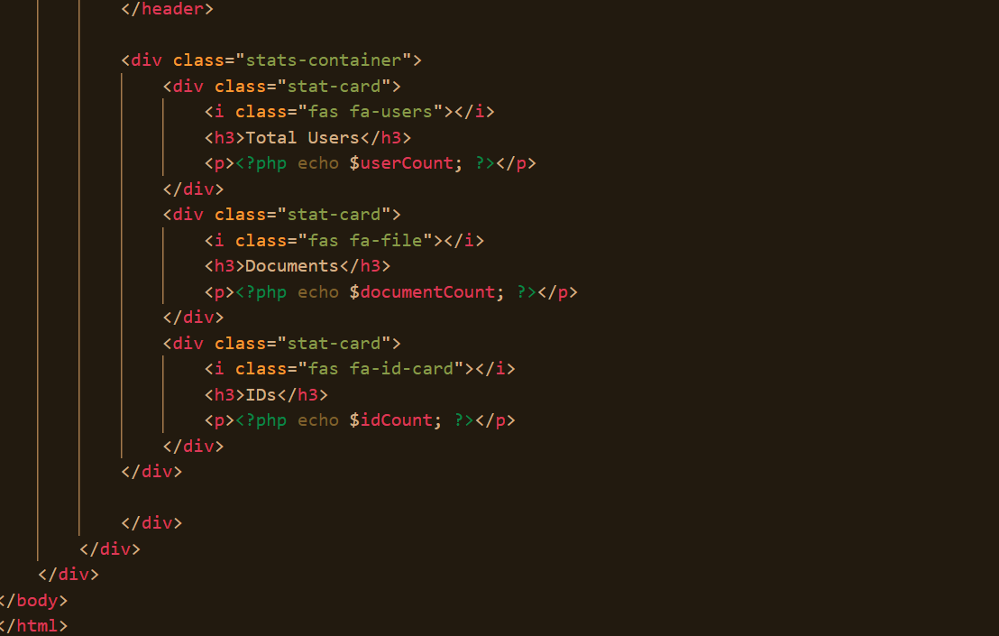 </header>
<div class="stats-container">
<div class="stat-card">
<i class="fas fa-users"></i>
<h3>Total Users</h3>
<p><?php echo $userCount; ?></p>
</div>
<div class="stat-card">
<i class="fas fa-file"></i>
<h3>Documents</h3>
<p><?php echo $documentCount; ?></p>
</div>
<div class="stat-card">
<i class="fas fa-id-card"></i>
<h3>IDs</h3>
<p><?php echo $idCount; ?></p>
</div>
</div>
</div>
</div>
</div>
</body>
</html>